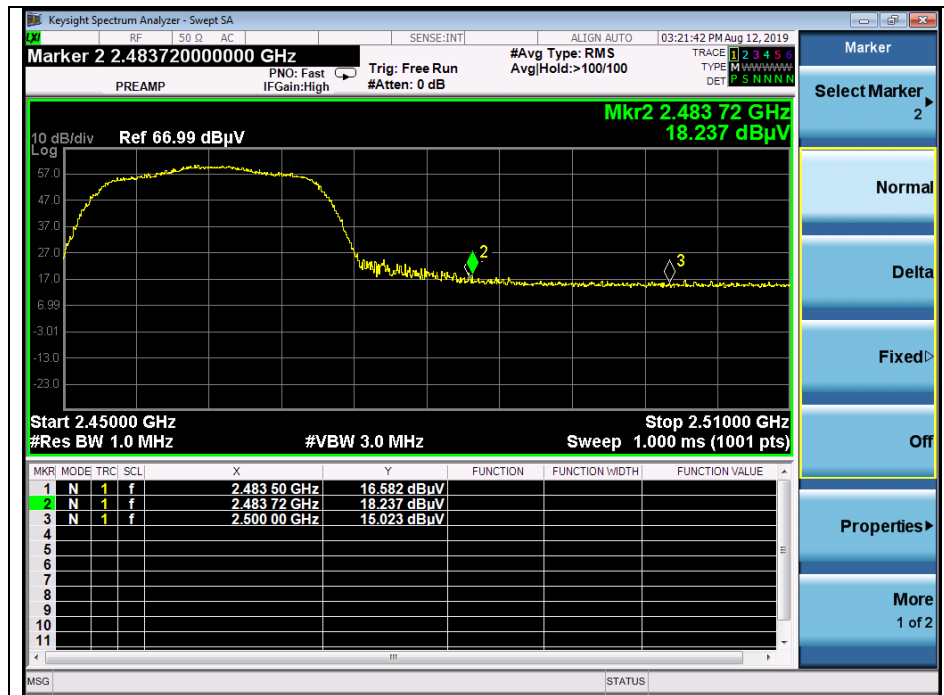 Keysight Spectrum Analyzer - Swept SA
LXI RF 50 Ω AC SENSE:INT ALIGN AUTO 03:21:42 PM Aug 12, 2019
Marker 2 2.483720000000 GHz
PREAMP
PNO: Fast
IFGain:High
Trig: Free Run
#Atten: 0 dB
#Avg Type: RMS
Avg|Hold:>100/100
TRACE 1 2 3 4 5 6
TYPE M WWWWW
DET P S N N N N
Mkr2 2.483 72 GHz
18.237 dBµV
10 dB/div Ref 66.99 dBµV
Log
57.0
47.0
37.0
27.0
17.0
6.99
-3.01
-13.0
-23.0
2
3
Start 2.45000 GHz Stop 2.51000 GHz
#Res BW 1.0 MHz #VBW 3.0 MHz Sweep 1.000 ms (1001 pts)
MKR MODE TRC SCL X Y FUNCTION FUNCTION WIDTH FUNCTION VALUE
1 N 1 f 2.483 50 GHz 16.582 dBµV
2 N 1 f 2.483 72 GHz 18.237 dBµV
3 N 1 f 2.500 00 GHz 15.023 dBµV
4
5
6
7
8
9
10
11
MSG STATUS
Marker
Select Marker
2
Normal
Delta
Fixed
Off
Properties
More
1 of 2